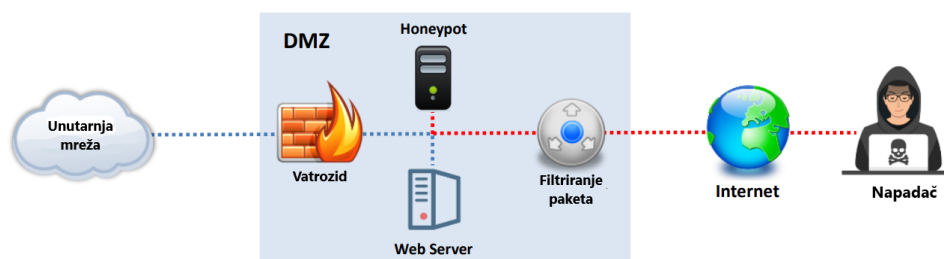 DMZ
Honeypot
Unutarnja
mreža
Vatrozid
Web Server
Filtriranje
paketa
Internet
Napadač